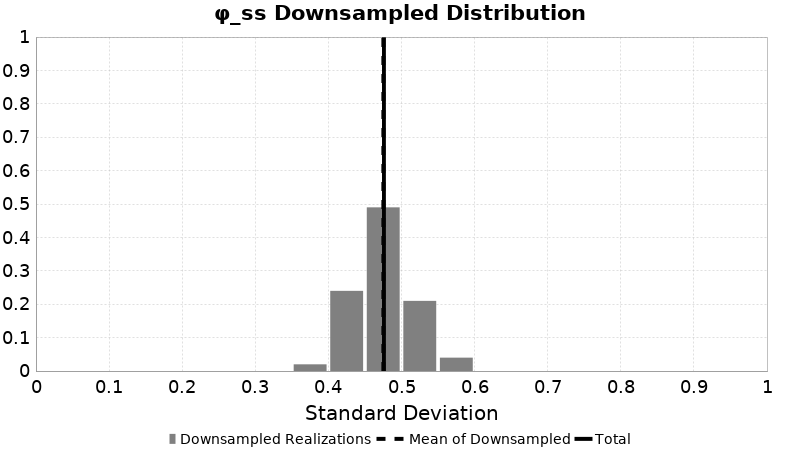 φ_ss Downsampled Distribution
1
0.9
0.8
0.7
0.6
0.5
0.4
0.3
0.2
0.1
0
0 0.1 0.2 0.3 0.4 0.5 0.6 0.7 0.8 0.9 1
Standard Deviation
Downsampled Realizations Mean of Downsampled Total